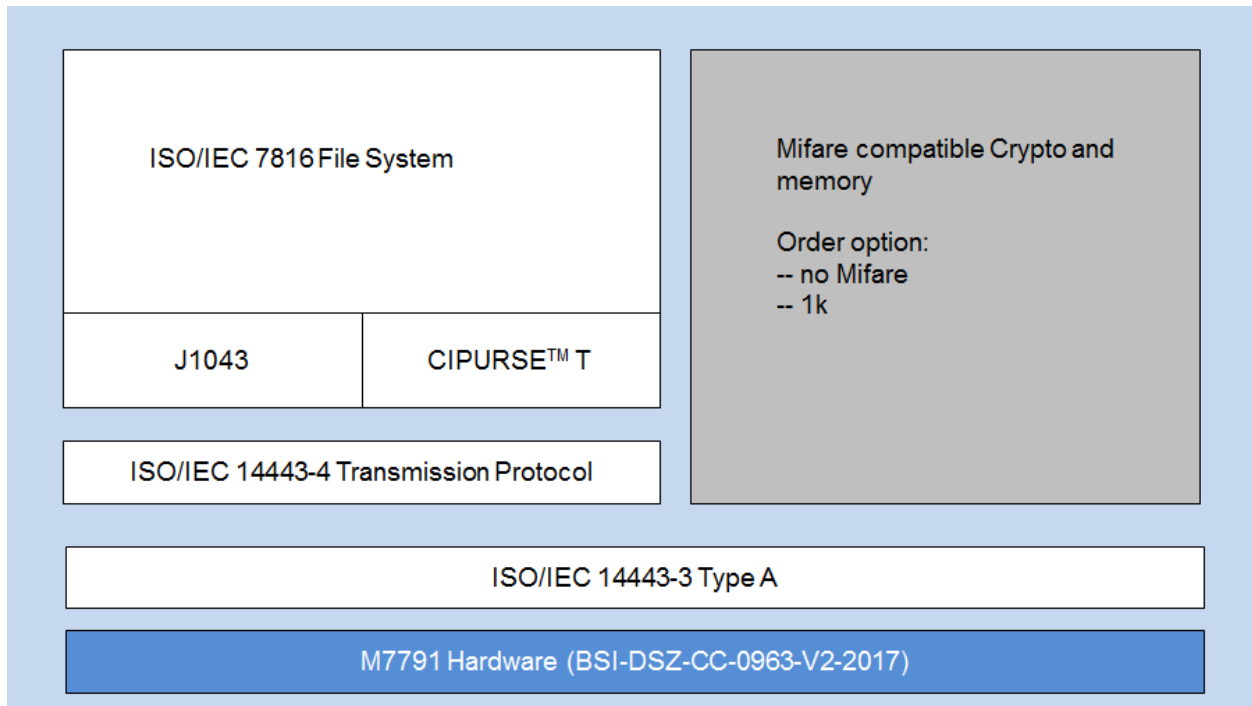 ISO/IEC 7816 File System
J1043
CIPURSE™ T
ISO/IEC 14443-4 Transmission Protocol
Mifare compatible Crypto and
memory
Order option:
-- no Mifare
-- 1k
ISO/IEC 14443-3 Type A
M7791 Hardware (BSI-DSZ-CC-0963-V2-2017)